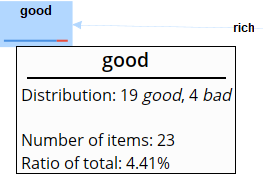 good
rich
good
Distribution: 19 good, 4 bad
Number of items: 23
Ratio of total: 4.41%